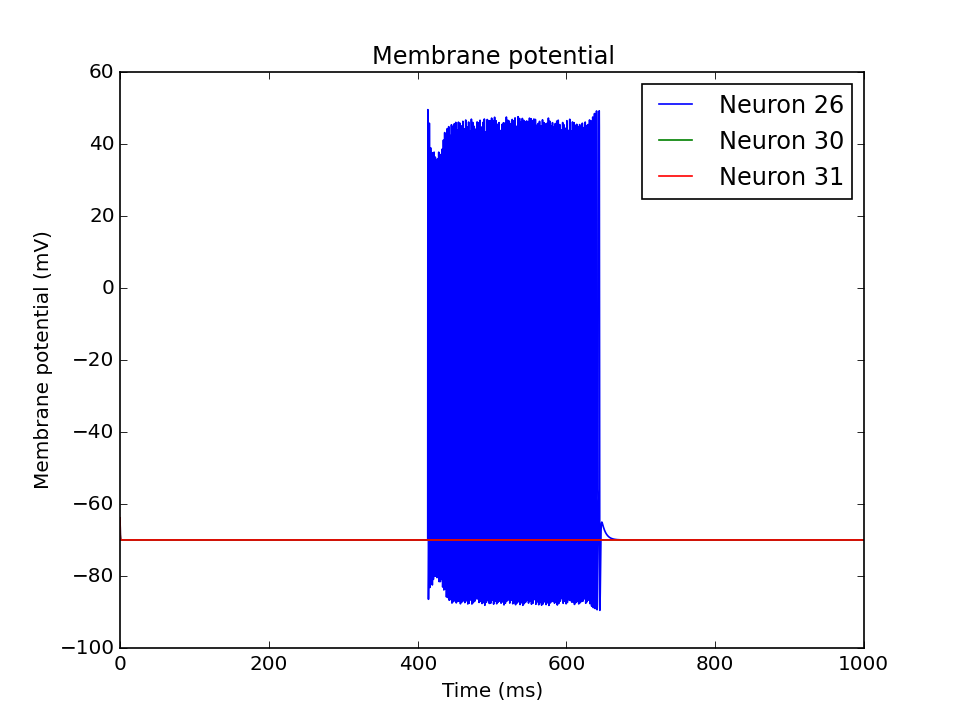 Membrane potential
60
40
20
0
−20
−40
−60
−80
−100
Membrane potential (mV)
Neuron 26
Neuron 30
Neuron 31
0 200 400 600 800 1000
Time (ms)